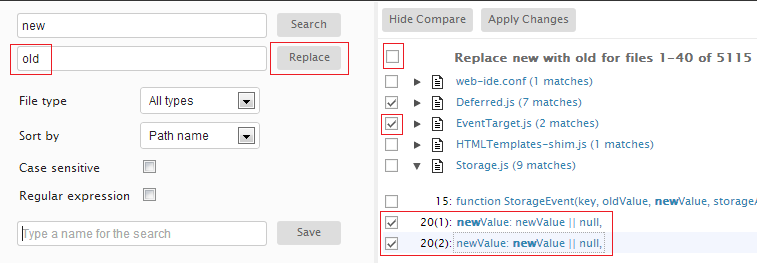 new
Search
old
Replace
File type
All types
Sort by
Path name
Case sensitive
Regular expression
Type a name for the search
Save
Hide Compare
Apply Changes
Replace new with old for files 1-40 of 5115
web-ide.conf (1 matches)
Deferred.js (7 matches)
EventTarget.js (2 matches)
HTMLTemplates-shim.js (1 matches)
Storage.js (9 matches)
15: function StorageEvent(key, oldValue, newValue, storageA
20(1): newValue: newValue || null,
20(2): newValue: newValue || null,